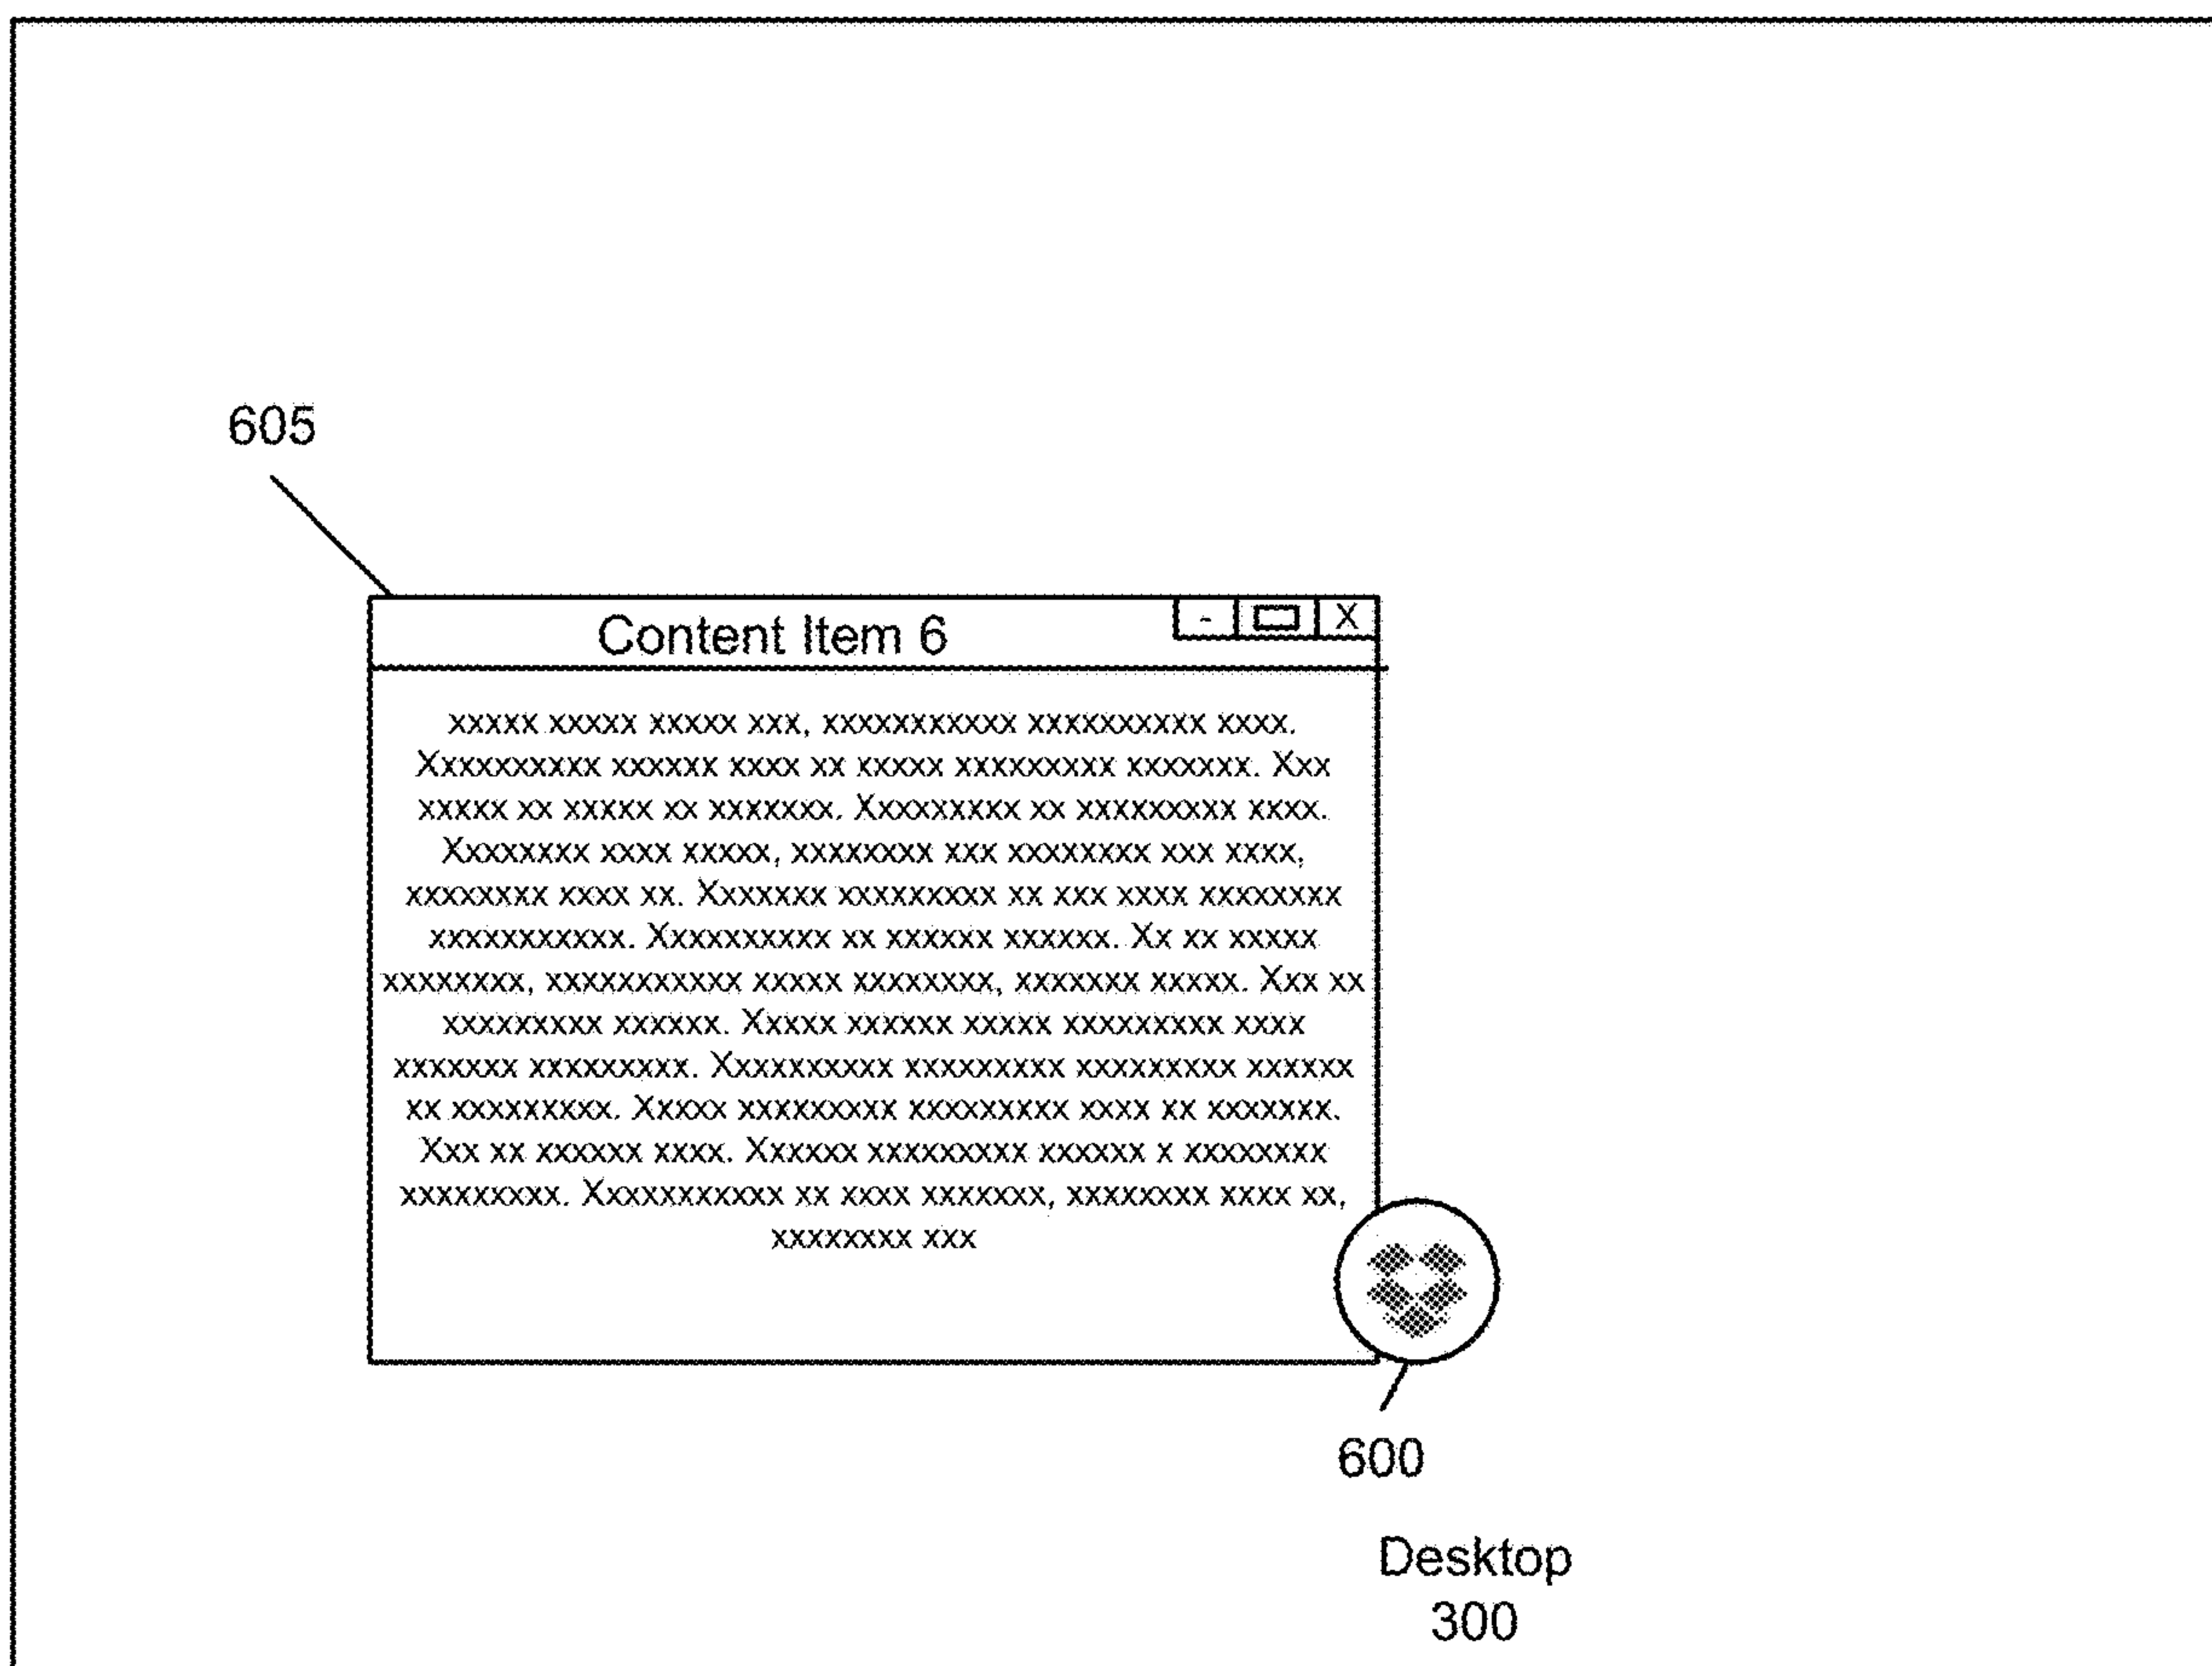 605
Content Item 6
- X
xxxxx xxxxx xxxxx xxx, xxxxxxxxxxx xxxxxxxxxx xxxx.
Xxxxxxxxxx xxxxxx xxxx xx xxxxx xxxxxxxxx xxxxxxx. Xxx
xxxxx xx xxxxx xx xxxxxxx. Xxxxxxxxx xx xxxxxxxxx xxxx.
Xxxxxxxx xxxx xxxxx, xxxxxxxx xxx xxxxxxxx xxx xxxx,
xxxxxxxx xxxx xx. Xxxxxxx xxxxxxxxx xx xxx xxxx xxxxxxxx
xxxxxxxxxxx. Xxxxxxxxxx xx xxxxxx xxxxxx. Xx xx xxxxx
xxxxxxxx, xxxxxxxxxxx xxxxx xxxxxxxx, xxxxxxx xxxxx. Xxx xx
xxxxxxxxx xxxxxx. Xxxxx xxxxxx xxxxx xxxxxxxxx xxxx
xxxxxxx xxxxxxxxx. Xxxxxxxxxx xxxxxxxxx xxxxxxxxx xxxxxx
xx xxxxxxxxx. Xxxxx xxxxxxxxx xxxxxxxxx xxxx xx xxxxxxx.
Xxx xx xxxxxx xxxx. Xxxxxx xxxxxxxxx xxxxxx x xxxxxxxx
xxxxxxxxx. Xxxxxxxxxxx xx xxxx xxxxxxx, xxxxxxxx xxxx xx,
xxxxxxxx xxx
600
Desktop
300